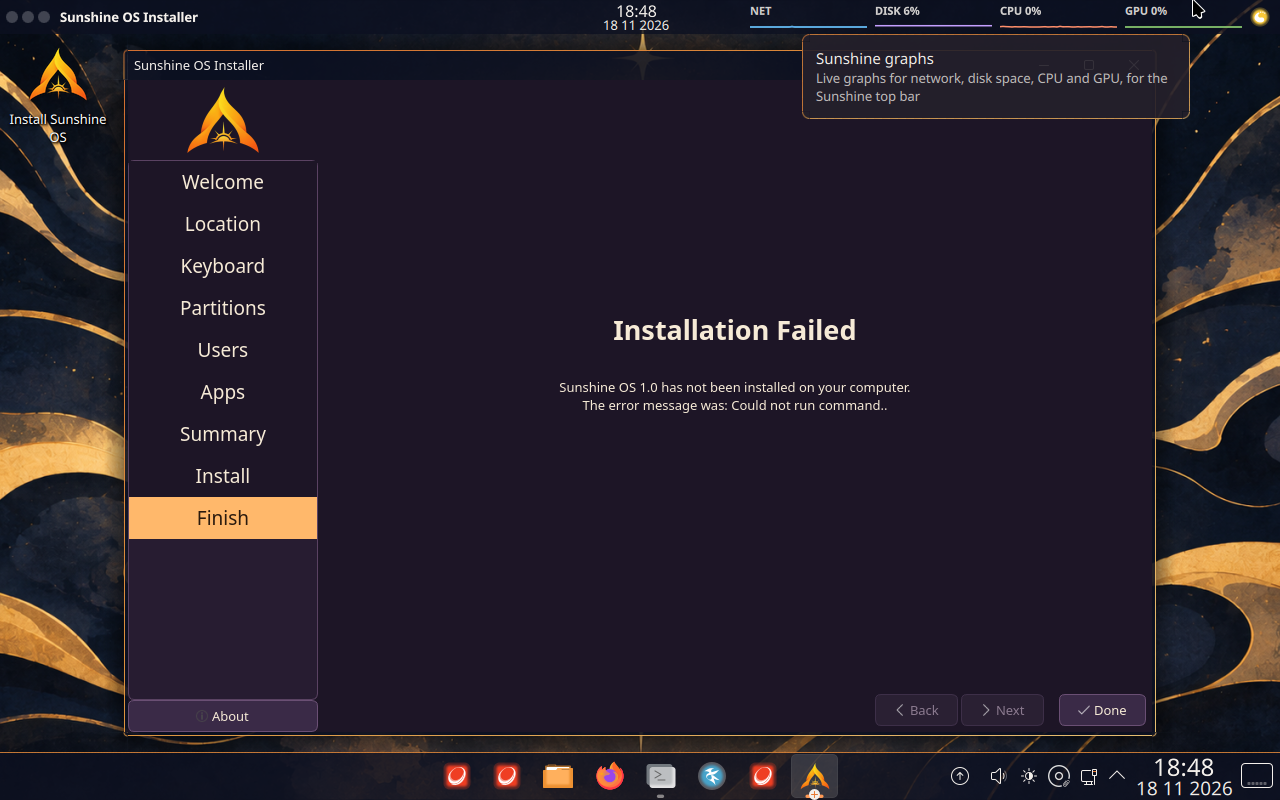 Sunshine OS Installer
18:48
18 11 2026
NET
DISK 6%
CPU 0%
GPU 0%
Install Sunshine
OS
Sunshine OS Installer
Sunshine graphs
Live graphs for network, disk space, CPU and GPU, for the
Sunshine top bar
Welcome
Location
Keyboard
Partitions
Users
Apps
Summary
Install
Finish
Installation Failed
Sunshine OS 1.0 has not been installed on your computer.
The error message was: Could not run command..
About
Back
Next
Done
18:48
18 11 2026